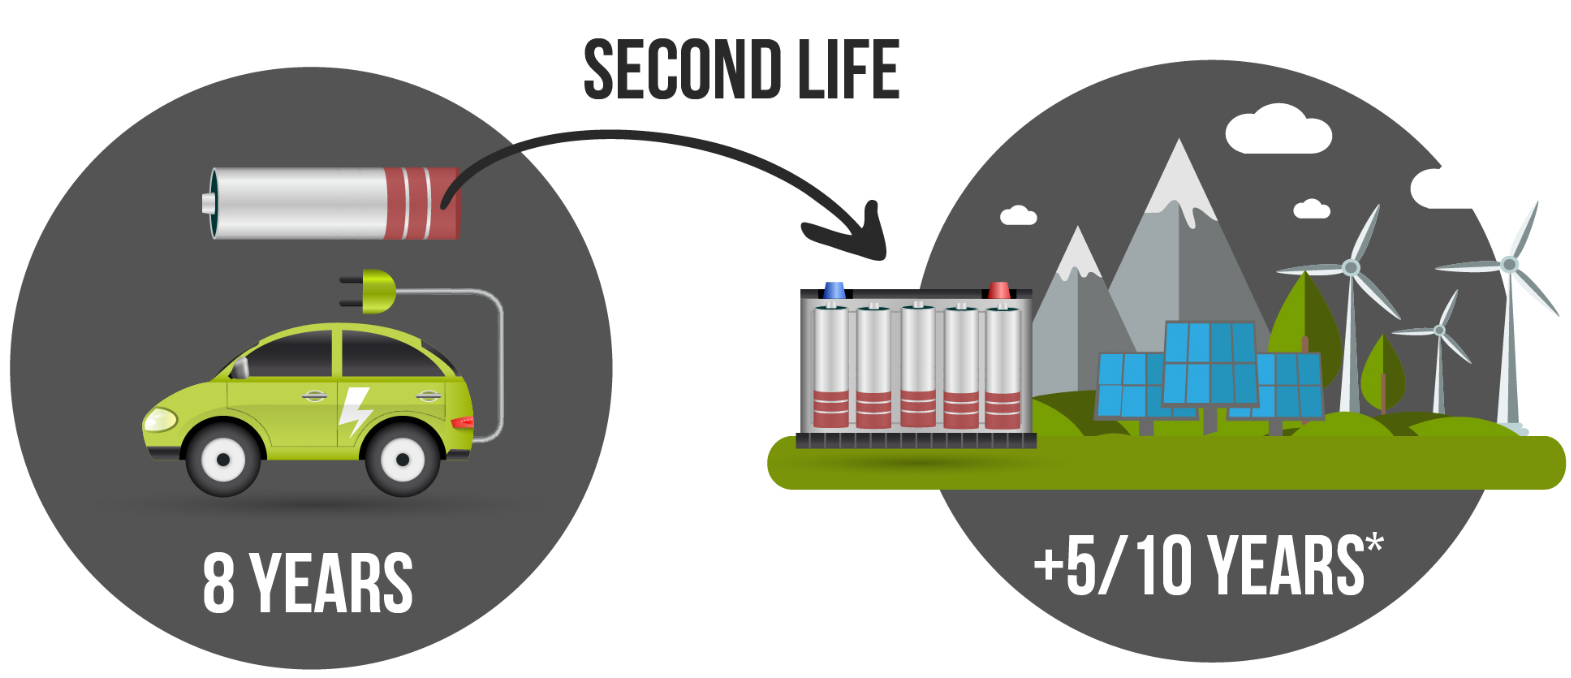 SECOND LIFE
8 YEARS
+5/10 YEARS*